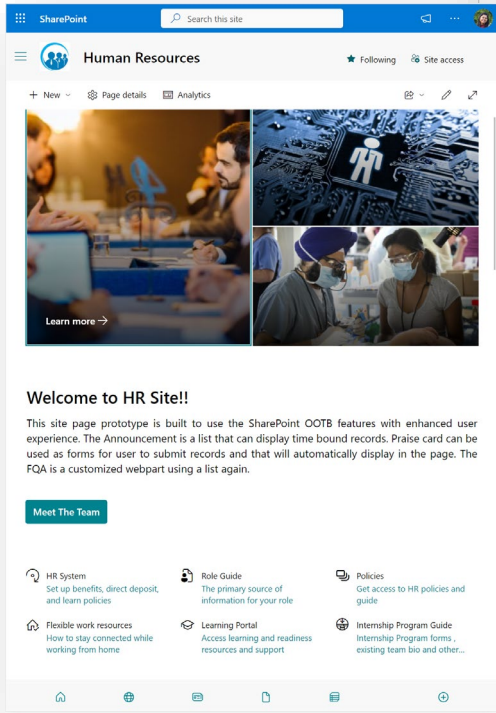 SharePoint
Search this site
Human Resources
Following
Site access
New
Page details
Analytics
Learn more
Welcome to HR Site!!
This site page prototype is built to use the SharePoint OOTB features with enhanced user
experience. The Announcement is a list that can display time bound records. Praise card can be
used as forms for user to submit records and that will automatically display in the page. The
FQA is a customized webpart using a list again.
Meet The Team
HR System
Set up benefits, direct deposit,
and learn policies
Role Guide
The primary source of
information for your role
Policies
Get access to HR policies and
guide
Flexible work resources
How to stay connected while
working from home
Learning Portal
Access learning and readiness
resources and support
Internship Program Guide
Internship Program forms ,
existing team bio and other...